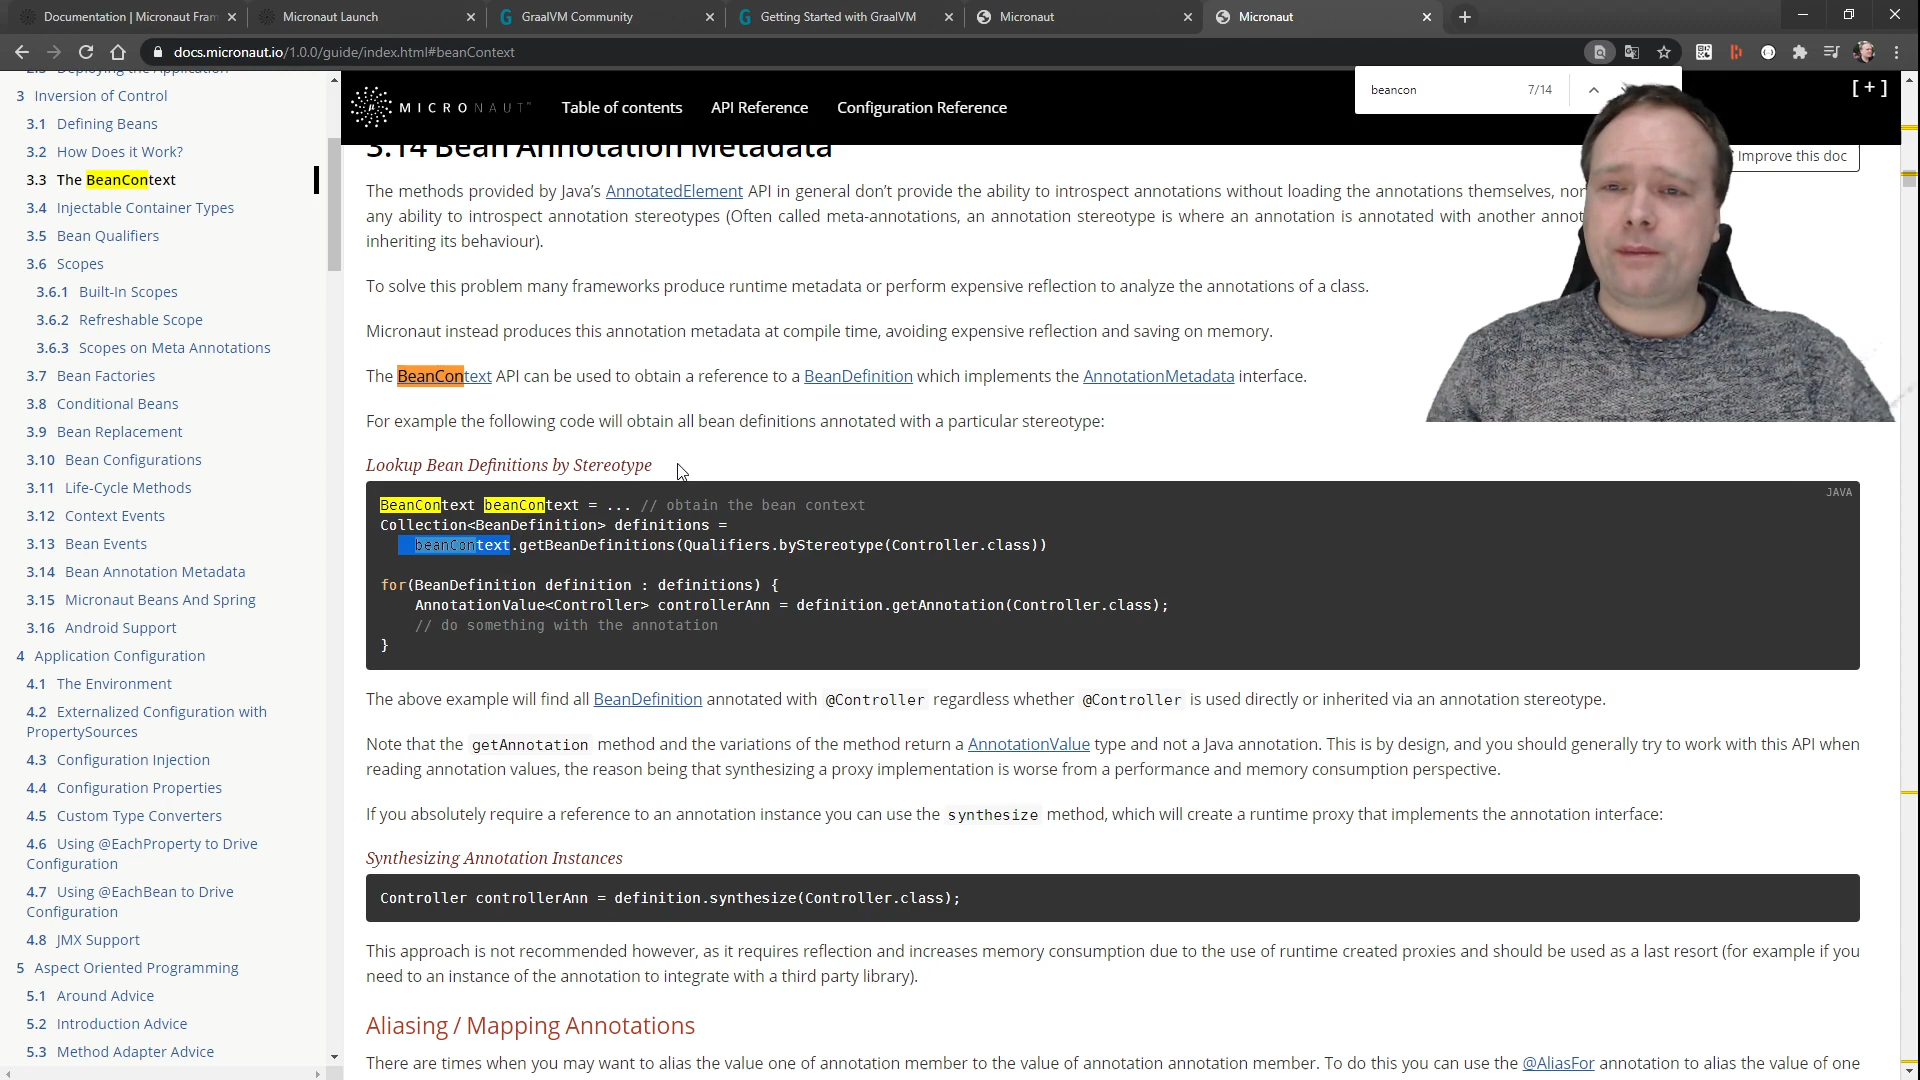 Documentation | Micronaut Fram
Micronaut Launch
GraalVM Community
Getting Started with GraalVM
Micronaut
Micronaut
docs.micronaut.io/1.0.0/guide/index.html#beanContext
beancon 7/14
[ + ]
3 Inversion of Control
3.1 Defining Beans
3.2 How Does it Work?
3.3 The BeanContext
3.4 Injectable Container Types
3.5 Bean Qualifiers
3.6 Scopes
3.6.1 Built-In Scopes
3.6.2 Refreshable Scope
3.6.3 Scopes on Meta Annotations
3.7 Bean Factories
3.8 Conditional Beans
3.9 Bean Replacement
3.10 Bean Configurations
3.11 Life-Cycle Methods
3.12 Context Events
3.13 Bean Events
3.14 Bean Annotation Metadata
3.15 Micronaut Beans And Spring
3.16 Android Support
4 Application Configuration
4.1 The Environment
4.2 Externalized Configuration with
PropertySources
4.3 Configuration Injection
4.4 Configuration Properties
4.5 Custom Type Converters
4.6 Using @EachProperty to Drive
Configuration
4.7 Using @EachBean to Drive
Configuration
4.8 JMX Support
5 Aspect Oriented Programming
5.1 Around Advice
5.2 Introduction Advice
5.3 Method Adapter Advice
MICRONAUT
Table of contents
API Reference
Configuration Reference
3.14 Bean Annotation Metadata
Improve this doc
The methods provided by Java’s AnnotatedElement API in general don’t provide the ability to introspect annotations without loading the annotations themselves, nor
any ability to introspect annotation stereotypes (Often called meta-annotations, an annotation stereotype is where an annotation is annotated with another annot
inheriting its behaviour).
To solve this problem many frameworks produce runtime metadata or perform expensive reflection to analyze the annotations of a class.
Micronaut instead produces this annotation metadata at compile time, avoiding expensive reflection and saving on memory.
The BeanContext API can be used to obtain a reference to a BeanDefinition which implements the AnnotationMetadata interface.
For example the following code will obtain all bean definitions annotated with a particular stereotype:
Lookup Bean Definitions by Stereotype
JAVA
BeanContext beanContext = ... // obtain the bean context
Collection<BeanDefinition> definitions =
beanContext.getBeanDefinitions(Qualifiers.byStereotype(Controller.class))
for(BeanDefinition definition : definitions) {
AnnotationValue<Controller> controllerAnn = definition.getAnnotation(Controller.class);
// do something with the annotation
}
The above example will find all BeanDefinition annotated with @Controller regardless whether @Controller is used directly or inherited via an annotation stereotype.
Note that the getAnnotation method and the variations of the method return a AnnotationValue type and not a Java annotation. This is by design, and you should generally try to work with this API when
reading annotation values, the reason being that synthesizing a proxy implementation is worse from a performance and memory consumption perspective.
If you absolutely require a reference to an annotation instance you can use the synthesize method, which will create a runtime proxy that implements the annotation interface:
Synthesizing Annotation Instances
Controller controllerAnn = definition.synthesize(Controller.class);
This approach is not recommended however, as it requires reflection and increases memory consumption due to the use of runtime created proxies and should be used as a last resort (for example if you
need to an instance of the annotation to integrate with a third party library).
Aliasing / Mapping Annotations
There are times when you may want to alias the value one of annotation member to the value of annotation annotation member. To do this you can use the @AliasFor annotation to alias the value of one